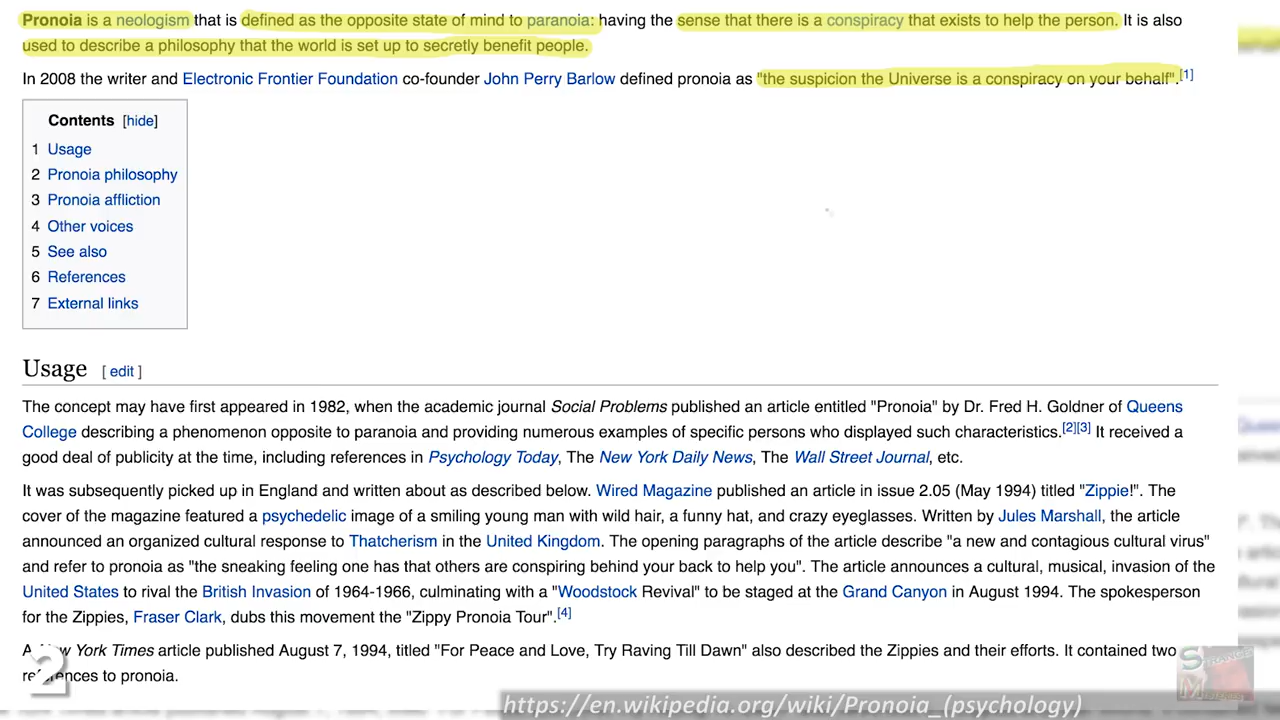 Pronoia is a neologism that is defined as the opposite state of mind to paranoia: having the sense that there is a conspiracy that exists to help the person. It is also
used to describe a philosophy that the world is set up to secretly benefit people.
In 2008 the writer and Electronic Frontier Foundation co-founder John Perry Barlow defined pronoia as "the suspicion the Universe is a conspiracy on your behalf".[1]
Contents [hide]
1 Usage
2 Pronoia philosophy
3 Pronoia affliction
4 Other voices
5 See also
6 References
7 External links
Usage [ edit ]
The concept may have first appeared in 1982, when the academic journal Social Problems published an article entitled "Pronoia" by Dr. Fred H. Goldner of Queens
College describing a phenomenon opposite to paranoia and providing numerous examples of specific persons who displayed such characteristics.[2][3] It received a
good deal of publicity at the time, including references in Psychology Today, The New York Daily News, The Wall Street Journal, etc.
It was subsequently picked up in England and written about as described below. Wired Magazine published an article in issue 2.05 (May 1994) titled "Zippie!". The
cover of the magazine featured a psychedelic image of a smiling young man with wild hair, a funny hat, and crazy eyeglasses. Written by Jules Marshall, the article
announced an organized cultural response to Thatcherism in the United Kingdom. The opening paragraphs of the article describe "a new and contagious cultural virus"
and refer to pronoia as "the sneaking feeling one has that others are conspiring behind your back to help you". The article announces a cultural, musical, invasion of the
United States to rival the British Invasion of 1964-1966, culminating with a "Woodstock Revival" to be staged at the Grand Canyon in August 1994. The spokesperson
for the Zippies, Fraser Clark, dubs this movement the "Zippy Pronoia Tour".[4]
A New York Times article published August 7, 1994, titled "For Peace and Love, Try Raving Till Dawn" also described the Zippies and their efforts. It contained two
references to pronoia.
2
https://en.wikipedia.org/wiki/Pronoia_(psychology)